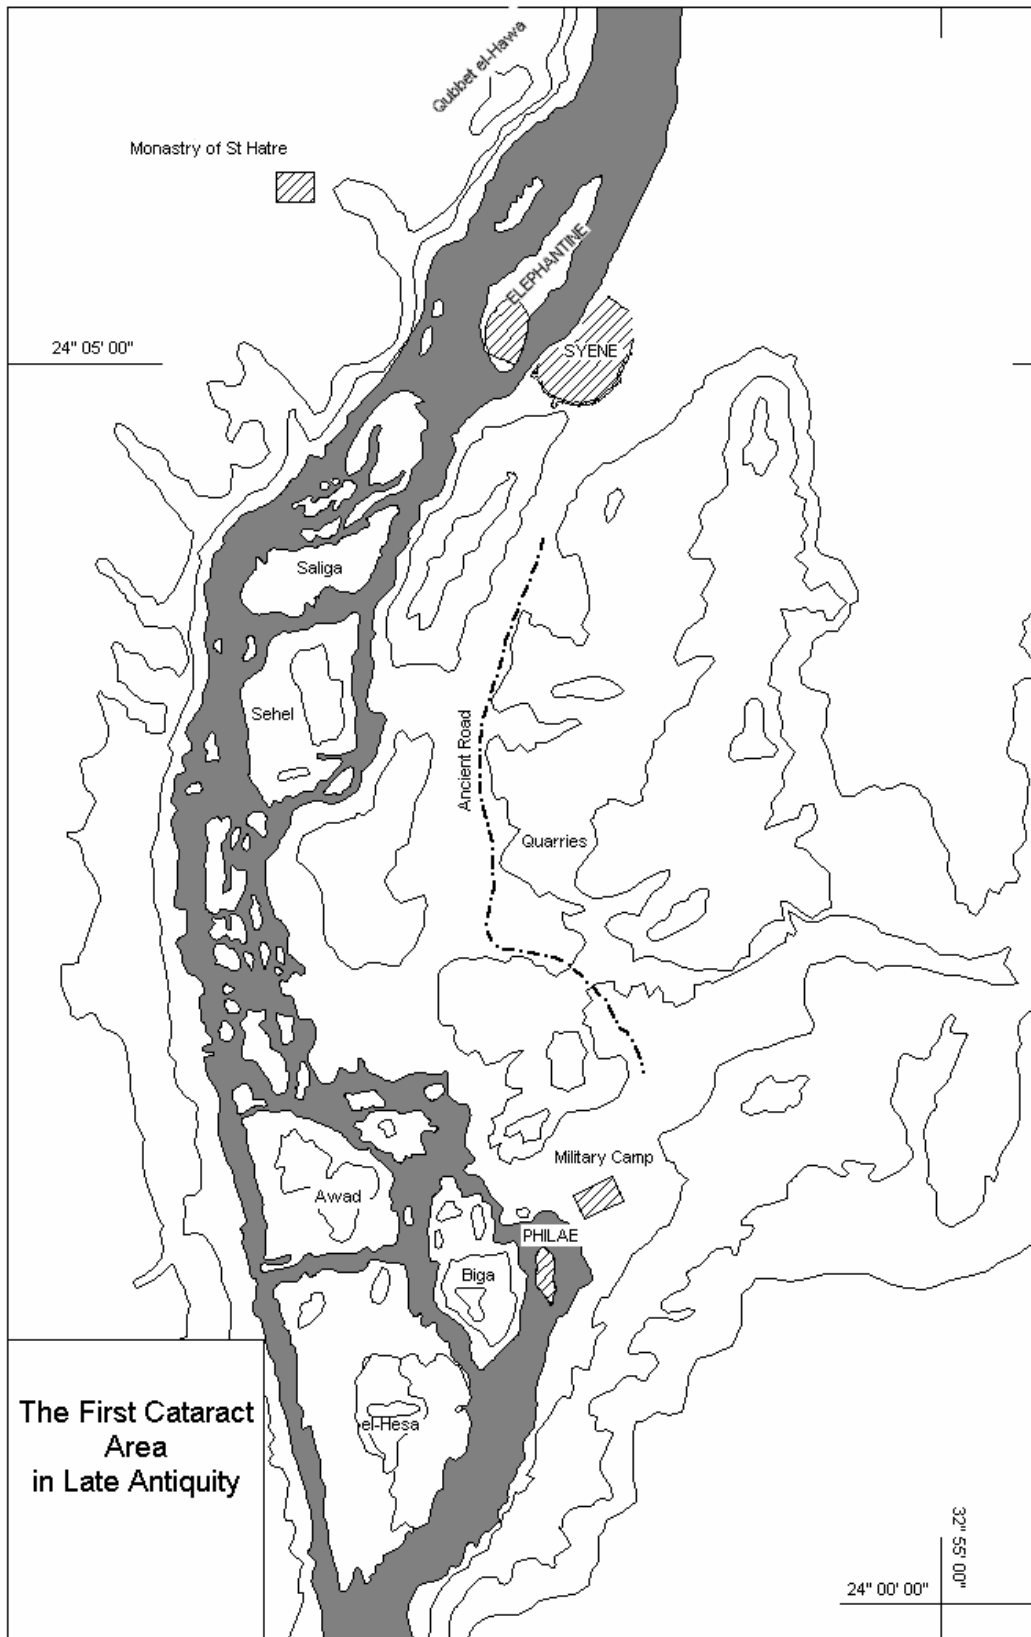 Qubbet el-Hawa
Monastry of St Hatre
ELEPHANTINE
24" 05' 00"
SYENE
Saliga
Sehel
Ancient Road
Quarries
Military Camp
Awad
PHILAE
Biga
el-Hesa
The First Cataract
Area
in Late Antiquity
32" 55' 00"
24" 00' 00"